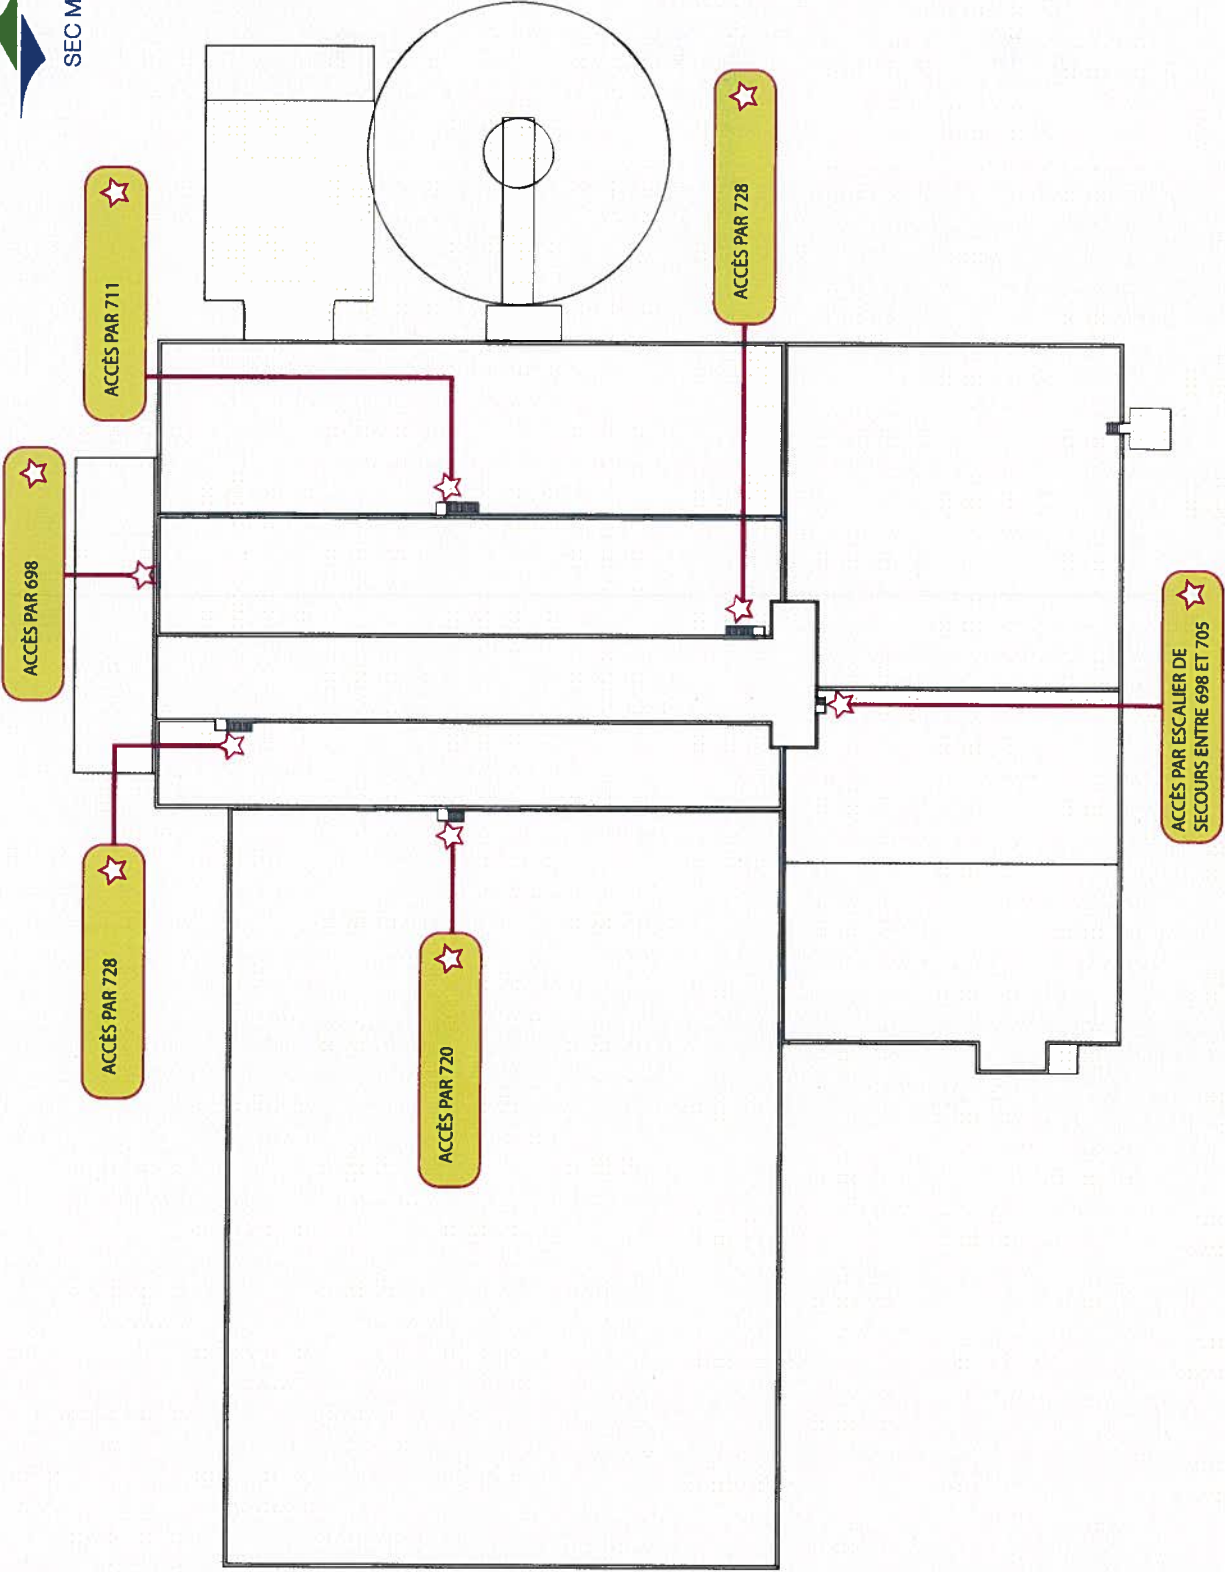 SEC M
ACCÈS PAR 698
ACCÈS PAR 711
ACCÈS PAR 728
ACCÈS PAR 728
ACCÈS PAR 720
ACCÈS PAR ESCALIER DE
SECOURS ENTRE 698 ET 705